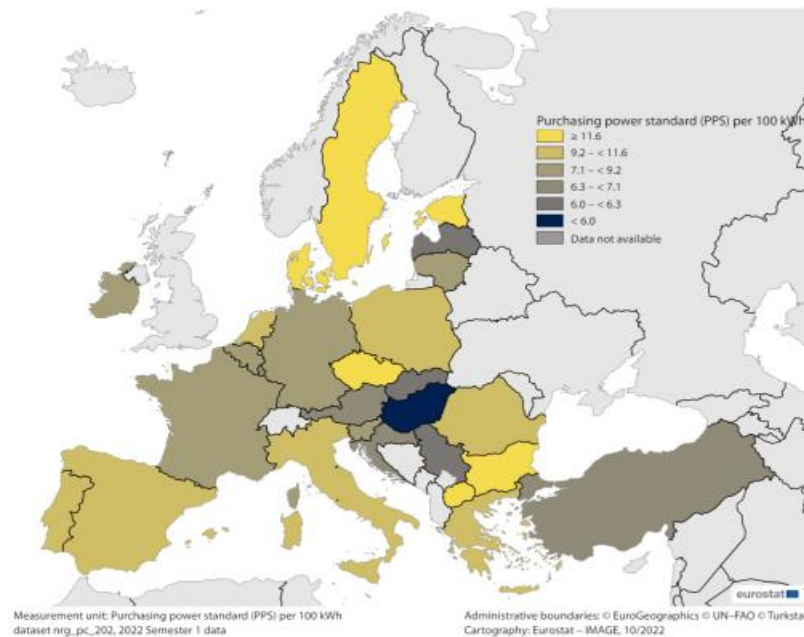 Purchasing power standard (PPS) per 100 kWh
≥ 11.6
9.2 – < 11.6
7.1 – < 9.2
6.3 – < 7.1
6.0 – < 6.3
< 6.0
Data not available
eurostat
Measurement unit: Purchasing power standard (PPS) per 100 kWh
Administrative boundaries: © EuroGeographics © UN–FAO © Turksta
dataset nrg_pc_202, 2022 Semester 1 data
Cartography: Eurostat – IMAGE, 10/2022